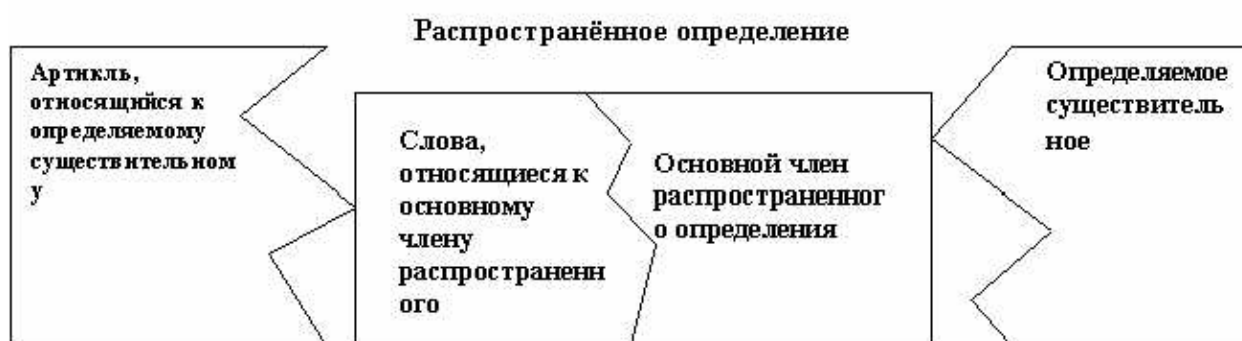 Распространённое определение
Артикль,
относящийся к
определяемому
существительном
у
Слова,
относящиеся к
основному
члену
распространенн
ого
Основной член
распространенног
о определения
Определяемое
существитель
ное